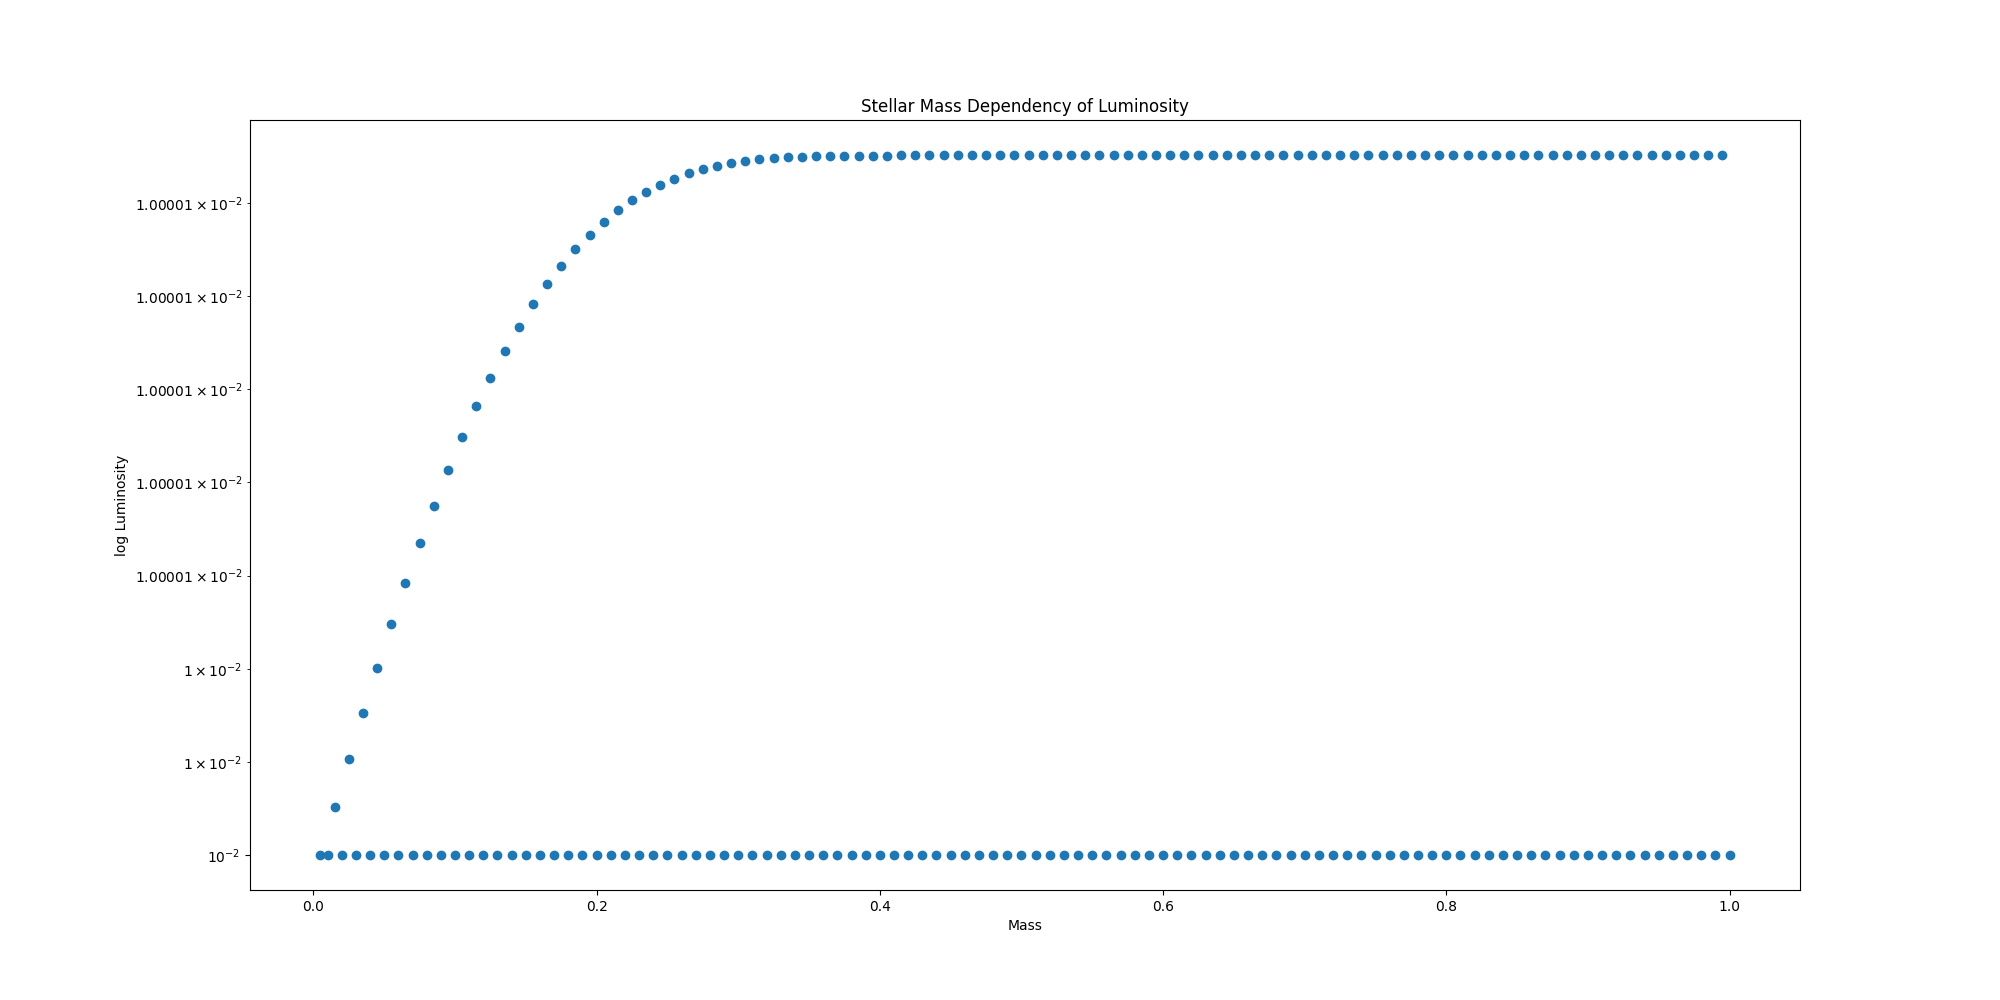 Stellar Mass Dependency of Luminosity
1.00001 × 10⁻²
1.00001 × 10⁻²
1.00001 × 10⁻²
1.00001 × 10⁻²
1.00001 × 10⁻²
1 × 10⁻²
1 × 10⁻²
10⁻²
log Luminosity
0.0 0.2 0.4 0.6 0.8 1.0
Mass